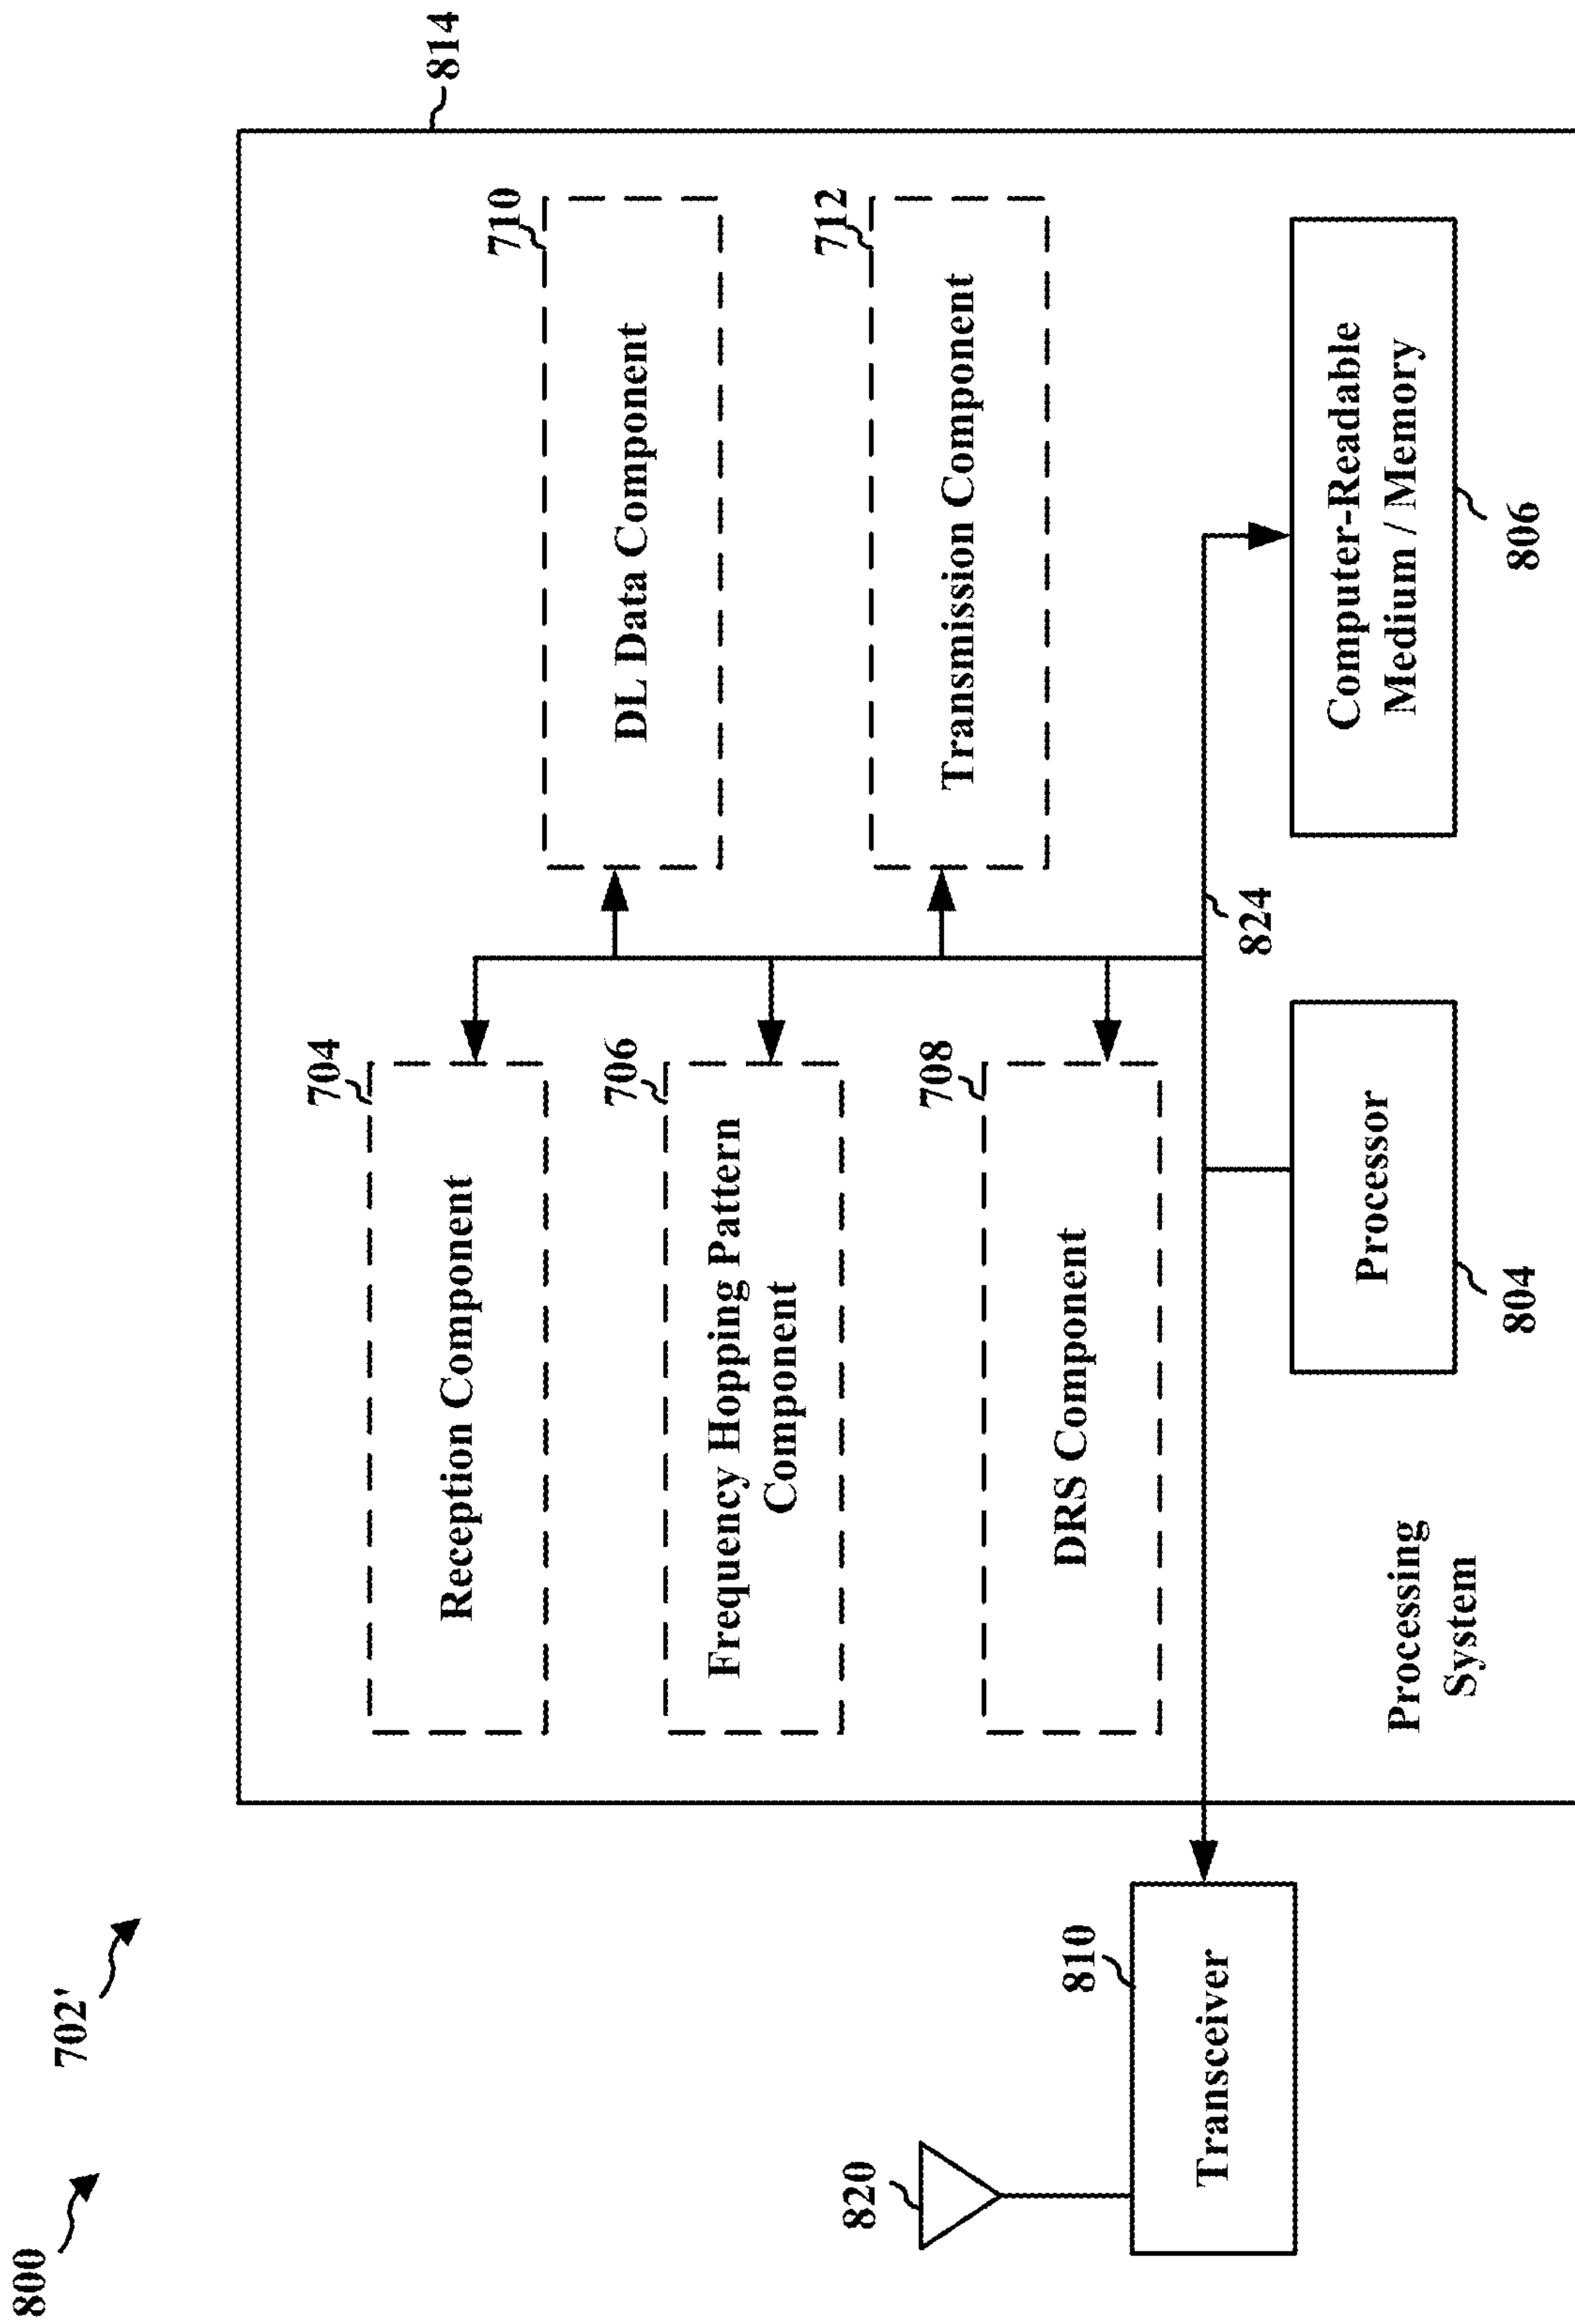 800
702'
814
704
Reception Component
710
DL Data Component
706
Frequency Hopping Pattern
Component
712
Transmission Component
708
DRS Component
820
810
Transceiver
824
Processing
System
Processor
804
Computer-Readable
Medium / Memory
806